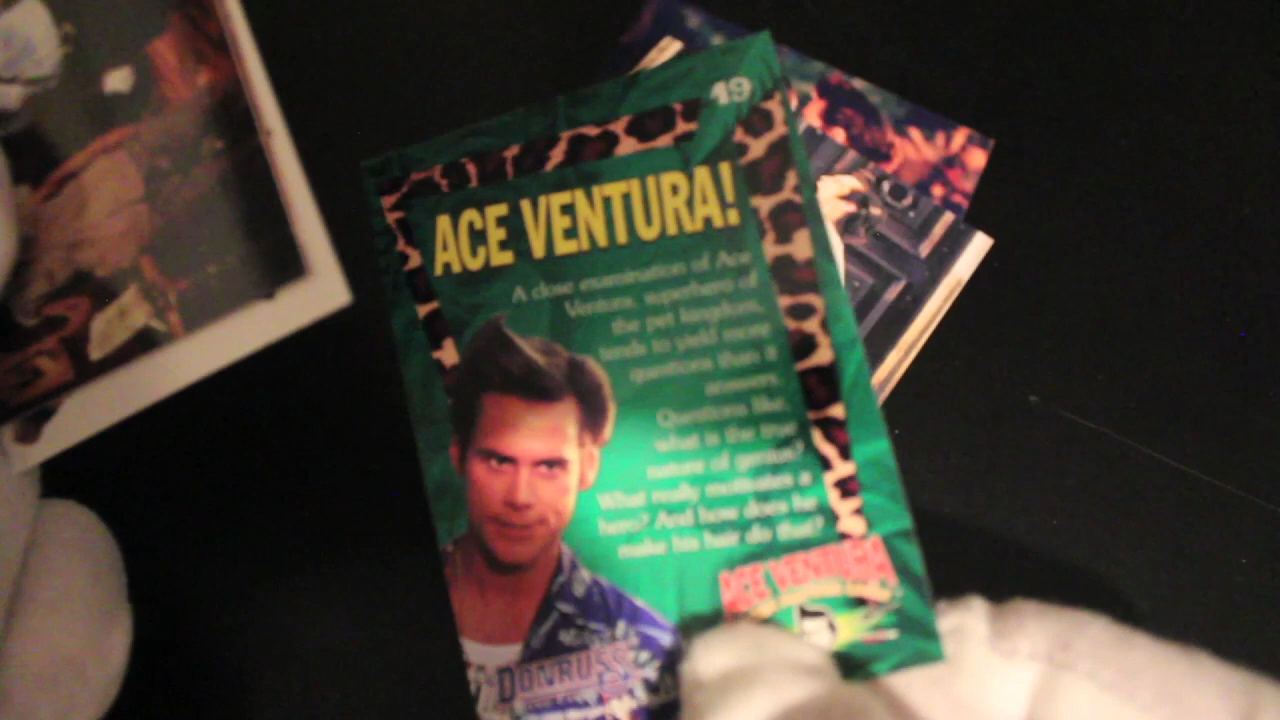 19
ACE VENTURA!
A close examination of Ace
Ventura, superhero of
the pet kingdom,
tends to yield more
questions than it
answers.
Questions like,
what is the true
nature of genius?
What really motivates a
hero? And how does he
make his hair do that?
ACE VENTURA
DONRUSS